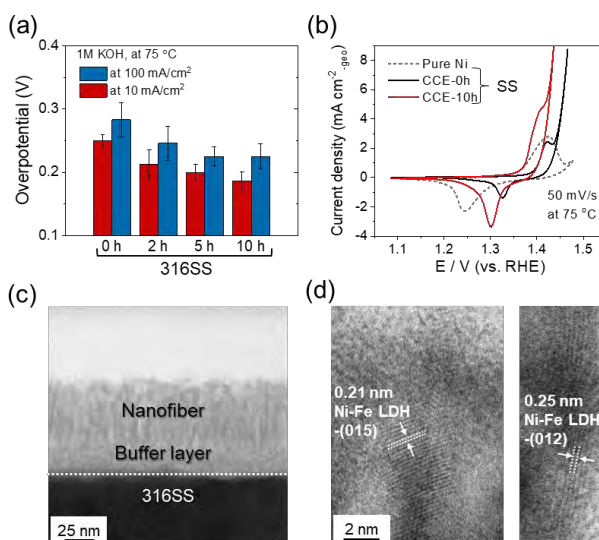 (a)
1M KOH, at 75 °C
at 100 mA/cm²
at 10 mA/cm²
Overpotential (V)
0.4
0.3
0.2
0.1
0 h 2 h 5 h 10 h
316SS
(b)
Pure Ni
CCE-0h
CCE-10h
SS
Current density (mA cm⁻²-geo)
8
6
4
2
0
-2
-4
50 mV/s
at 75 °C
1.1 1.2 1.3 1.4 1.5
E / V (vs. RHE)
(c)
Nanofiber
Buffer layer
316SS
25 nm
(d)
0.21 nm
Ni-Fe LDH
-(015)
2 nm
0.25 nm
Ni-Fe LDH
-(012)